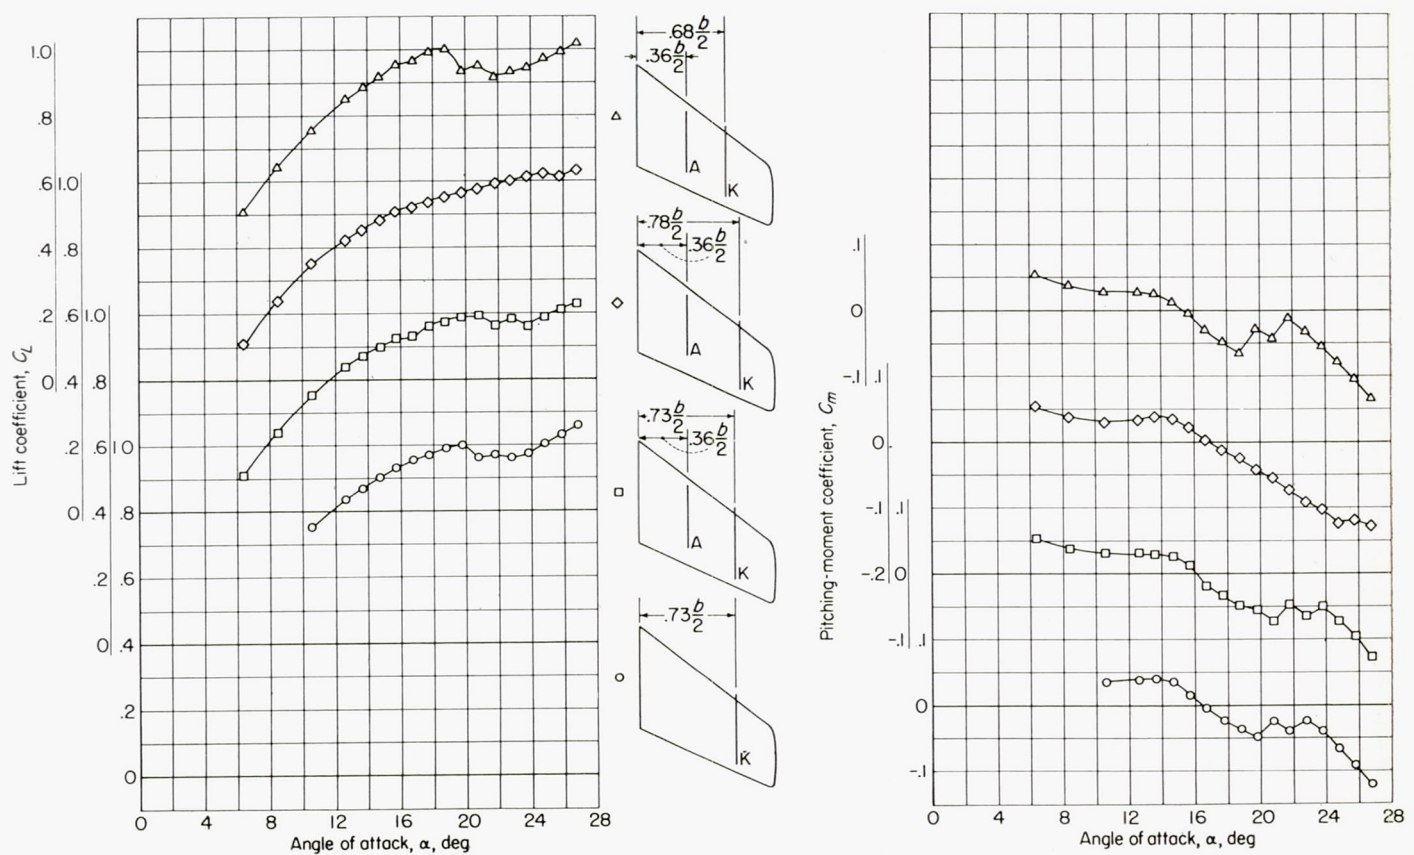 1.0
.8
.6 1.0
.4 .8
.2 .6 1.0
0 .4 .8
.2 .6 1.0
0 .4 .8
.2 .6
0 .4
.2
0
Lift coefficient, C_L
0 4 8 12 16 20 24 28
Angle of attack, α, deg
.68 b/2
.36 b/2
A
K
.78 b/2
.36 b/2
A
K
.73 b/2
.36 b/2
A
K
.73 b/2
K
.1
0
-.1 .1
0
-.1 .1
-.2 0
-.1 .1
0
-.1
Pitching-moment coefficient, C_m
0 4 8 12 16 20 24 28
Angle of attack, α, deg